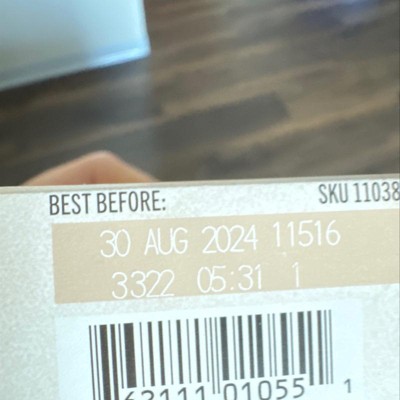 BEST BEFORE: SKU 11038
30 AUG 2024 11516
3322 05:31 1
63111 01055 1